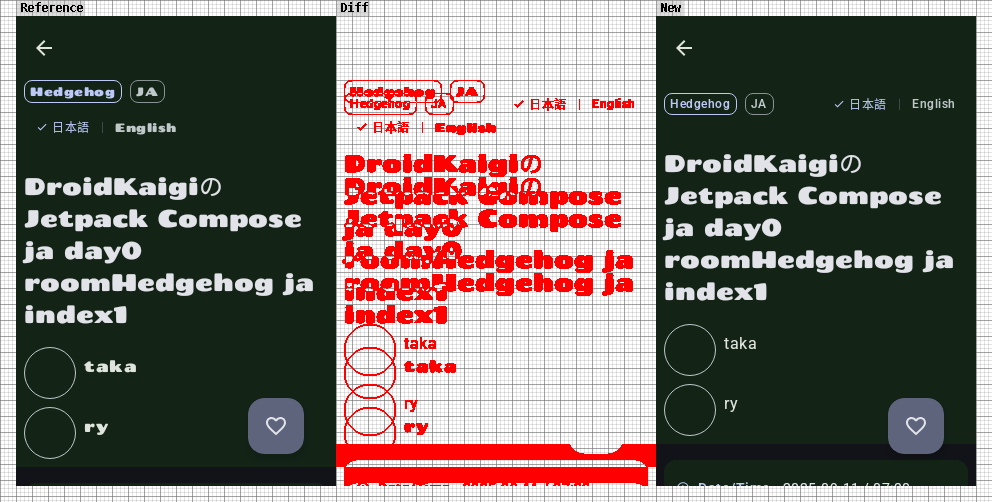 Reference
Hedgehog JA
日本語 | English
DroidKaigiの
Jetpack Compose
ja day0
roomHedgehog ja
index1
taka
ry
Diff
Hedgehog JA
Hedgehog JA 日本語 | English
日本語 | English
DroidKaigiの
DroidKaigiの
Jetpack Compose
Jetpack Compose
ja day0
ja day0
roomHedgehog ja
roomHedgehog ja
index1
index1
taka
taka
ry
ry
New
Hedgehog JA 日本語 | English
DroidKaigiの
Jetpack Compose
ja day0
roomHedgehog ja
index1
taka
ry